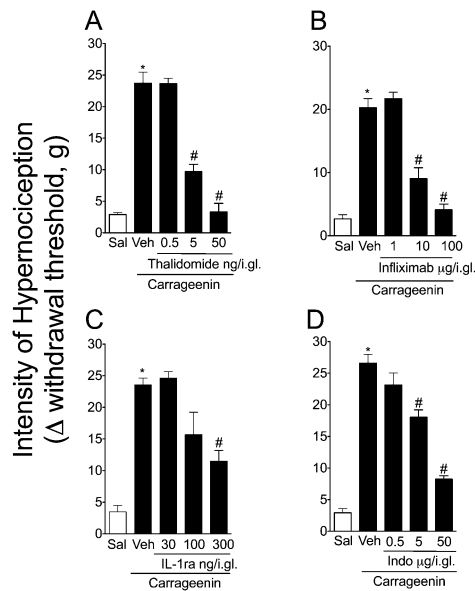 Intensity of Hypernociception
(Δ withdrawal threshold, g)
A
30
25
20
15
10
5
0
*
#
#
Sal Veh 0.5 5 50
Thalidomide ng/i.gl.
Carrageenin
B
30
20
10
0
*
#
#
Sal Veh 1 10 100
Infliximab μg/i.gl.
Carrageenin
C
30
25
20
15
10
5
0
*
#
Sal Veh 30 100 300
IL-1ra ng/i.gl.
Carrageenin
D
30
25
20
15
10
5
0
*
#
#
Sal Veh 0.5 5 50
Indo μg/i.gl.
Carrageenin